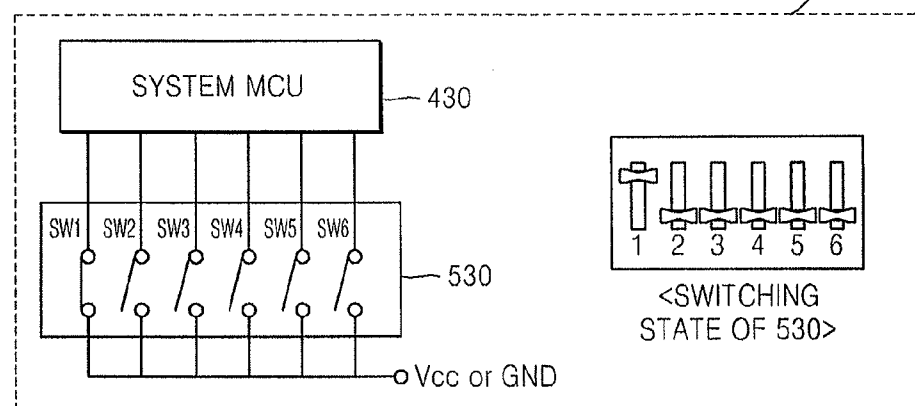 SYSTEM MCU
430
SW1 SW2 SW3 SW4 SW5 SW6
530
Vcc or GND
1 2 3 4 5 6
<SWITCHING
STATE OF 530>